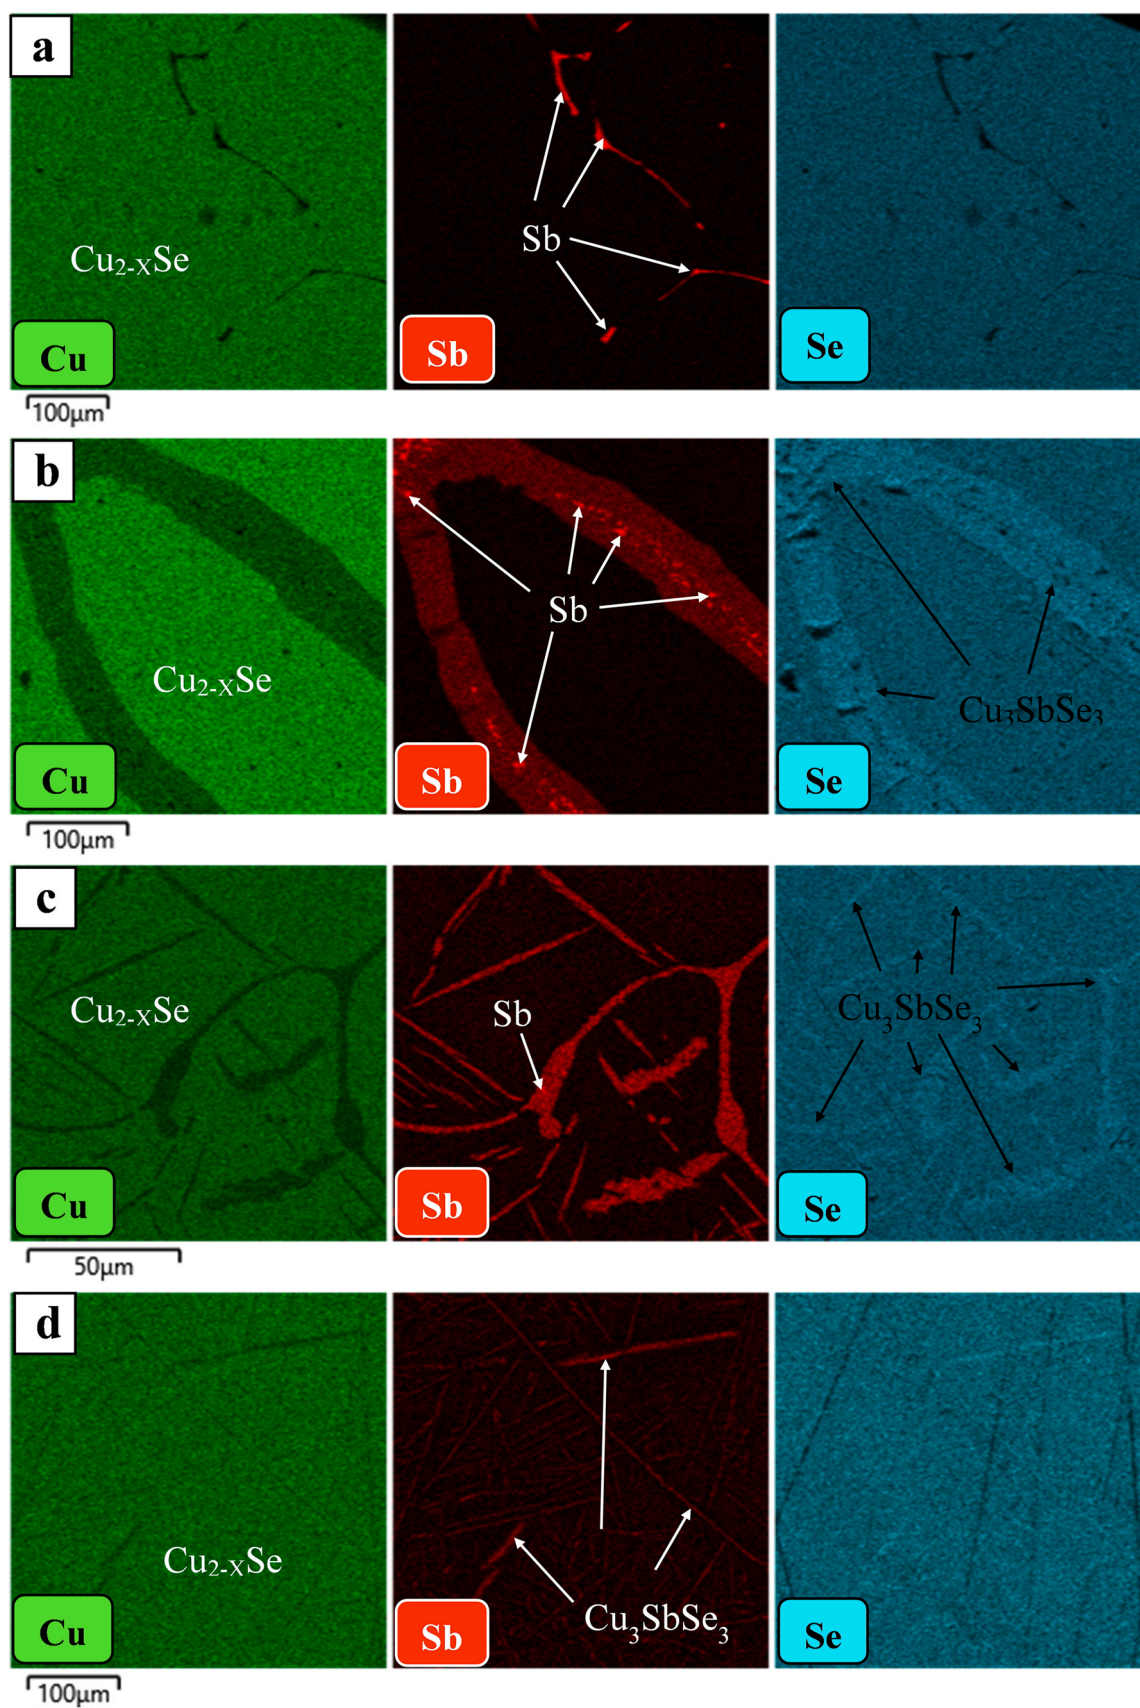 a
Sb
Cu₂₋ₓSe
Cu
Sb
Se
100µm
b
Sb
Cu₂₋ₓSe
Cu₃SbSe₃
Cu
Sb
Se
100µm
c
Cu₂₋ₓSe
Sb
Cu₃SbSe₃
Cu
Sb
Se
50µm
d
Cu₂₋ₓSe
Cu₃SbSe₃
Cu
Sb
Se
100µm